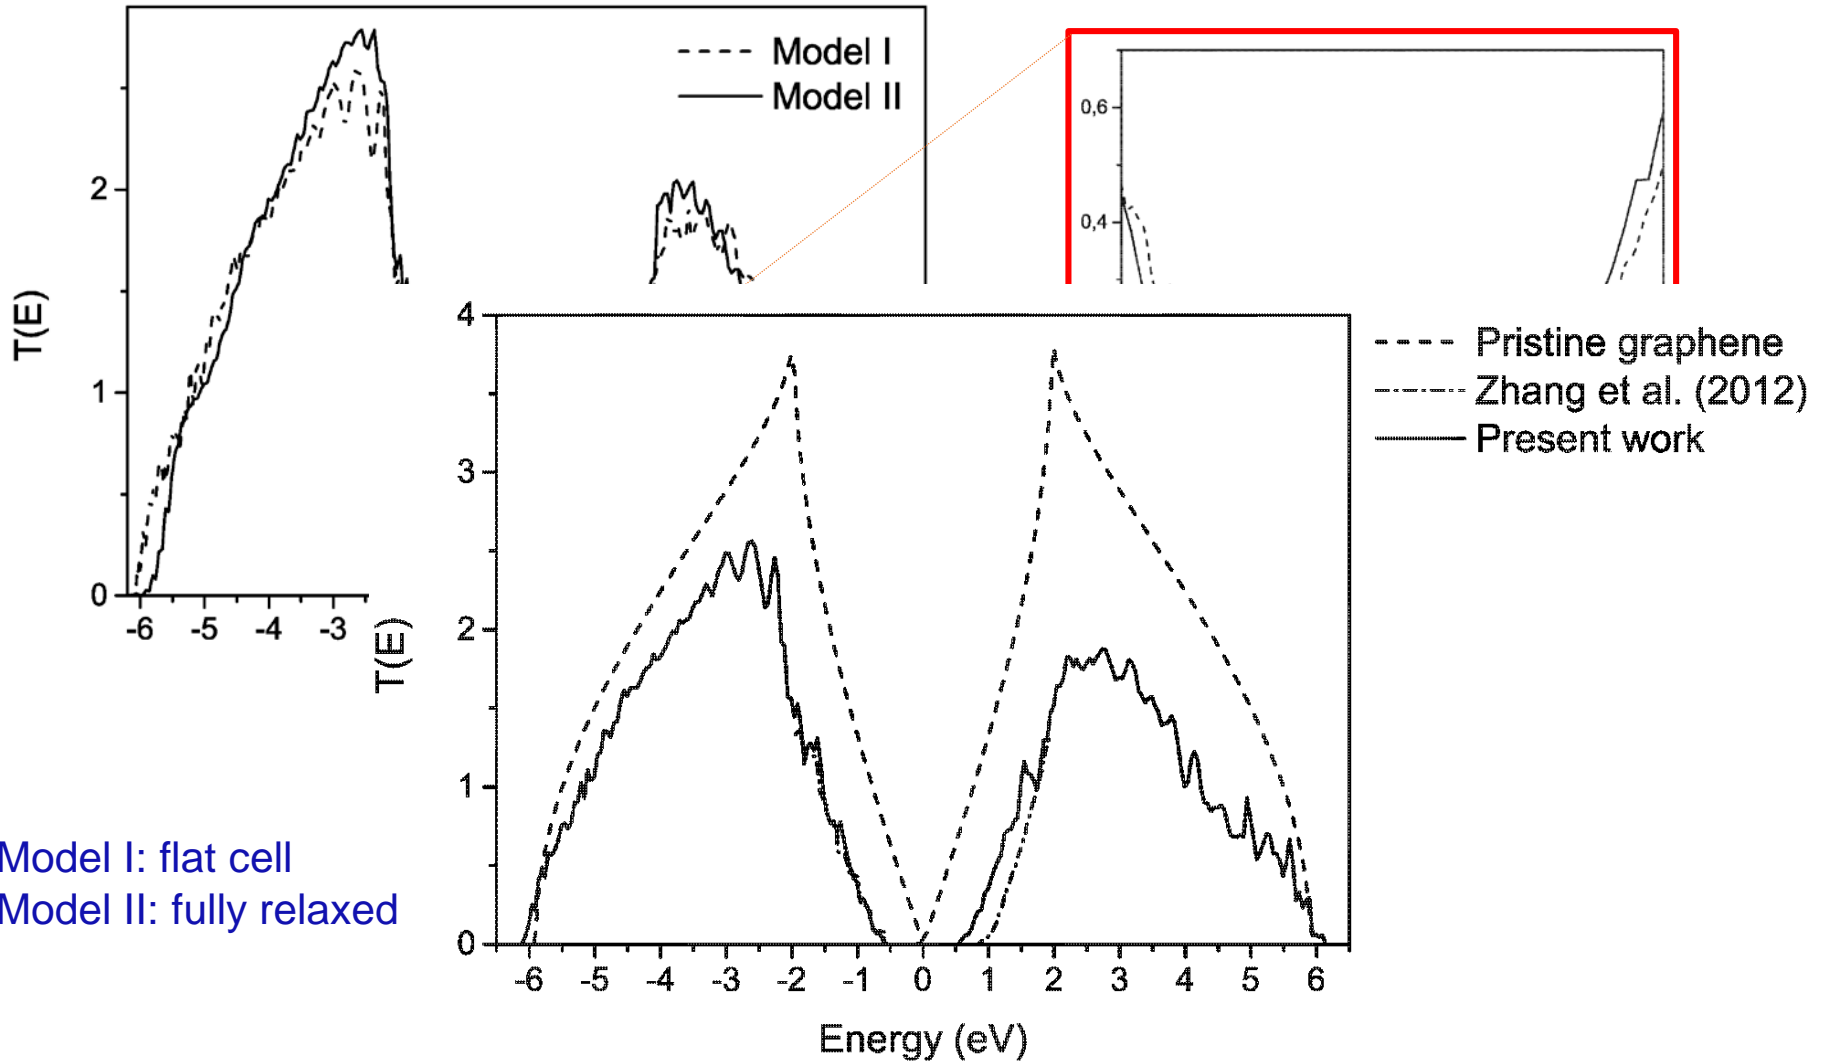 Model I
Model II
0,6
0,4
2
1
0
T(E)
-6 -5 -4 -3
4
3
2
1
0
T(E)
-6 -5 -4 -3 -2 -1 0 1 2 3 4 5 6
Energy (eV)
Pristine graphene
Zhang et al. (2012)
Present work
Model I: flat cell
Model II: fully relaxed